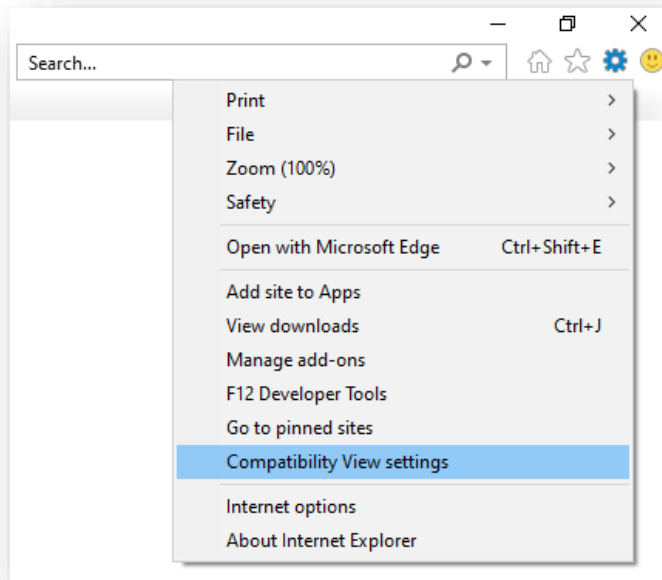 Search...
Print
File
Zoom (100%)
Safety
Open with Microsoft Edge Ctrl+Shift+E
Add site to Apps
View downloads Ctrl+J
Manage add-ons
F12 Developer Tools
Go to pinned sites
Compatibility View settings
Internet options
About Internet Explorer